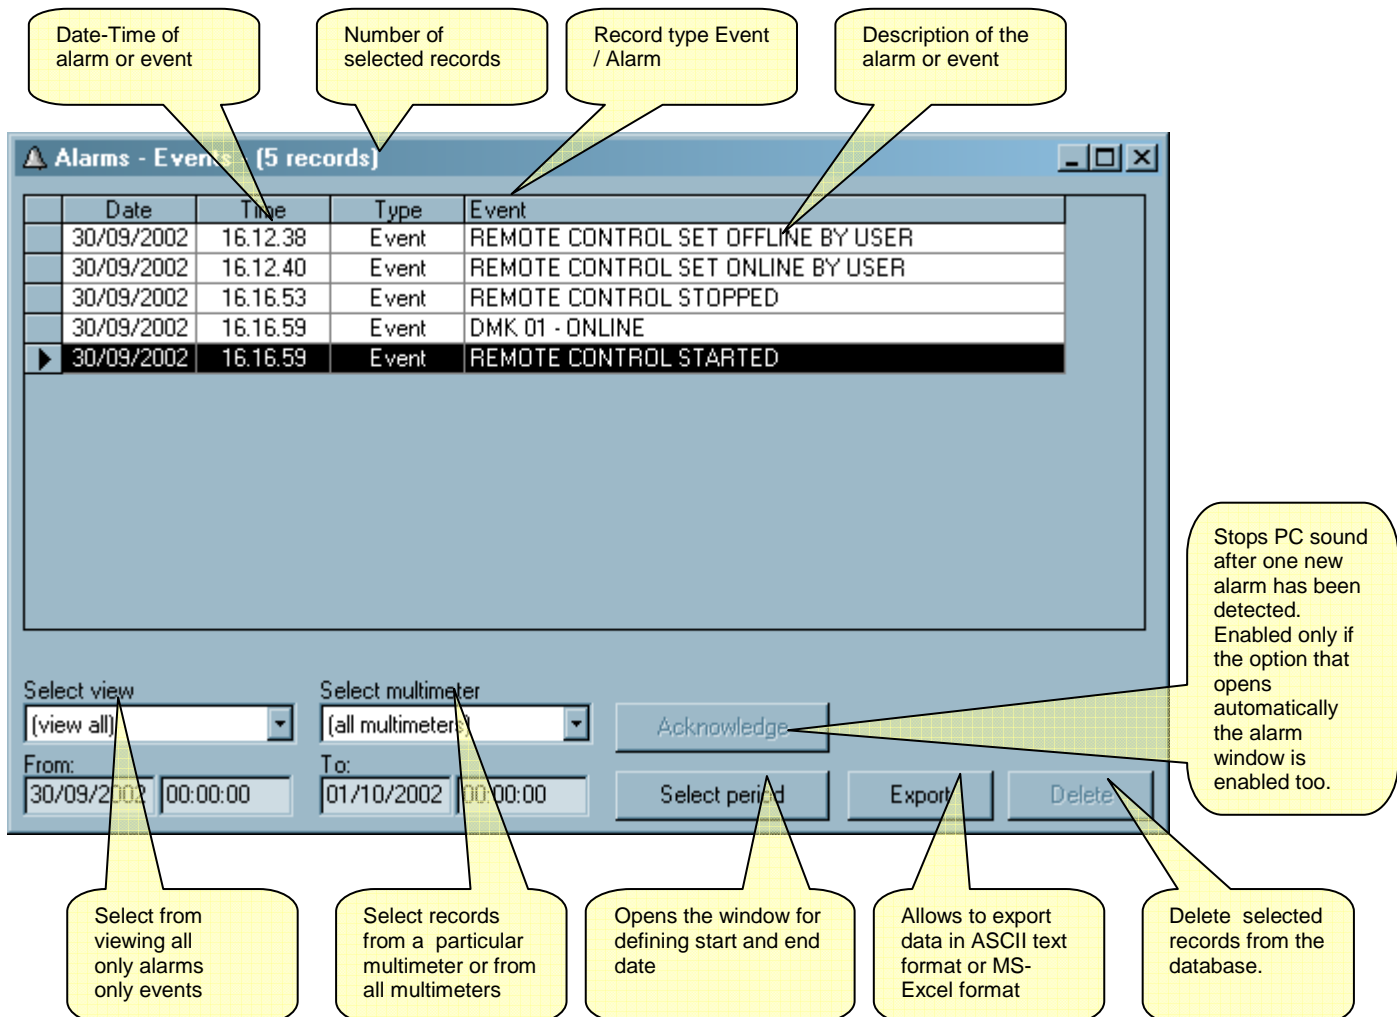 Date-Time of
alarm or event
Number of
selected records
Record type Event
/ Alarm
Description of the
alarm or event
Alarms - Events - (5 records)
Date Time Type Event
30/09/2002 16.12.38 Event REMOTE CONTROL SET OFFLINE BY USER
30/09/2002 16.12.40 Event REMOTE CONTROL SET ONLINE BY USER
30/09/2002 16.16.53 Event REMOTE CONTROL STOPPED
30/09/2002 16.16.59 Event DMK 01 - ONLINE
30/09/2002 16.16.59 Event REMOTE CONTROL STARTED
Stops PC sound
after one new
alarm has been
detected.
Enabled only if
the option that
opens
automatically
the alarm
window is
enabled too.
Select view Select multimeter
(view all) (all multimeters) Acknowledge
From: To:
30/09/2002 00:00:00 01/10/2002 00:00:00 Select period Export Delete
Select from
viewing all
only alarms
only events
Select records
from a particular
multimeter or from
all multimeters
Opens the window for
defining start and end
date
Allows to export
data in ASCII text
format or MS-
Excel format
Delete selected
records from the
database.